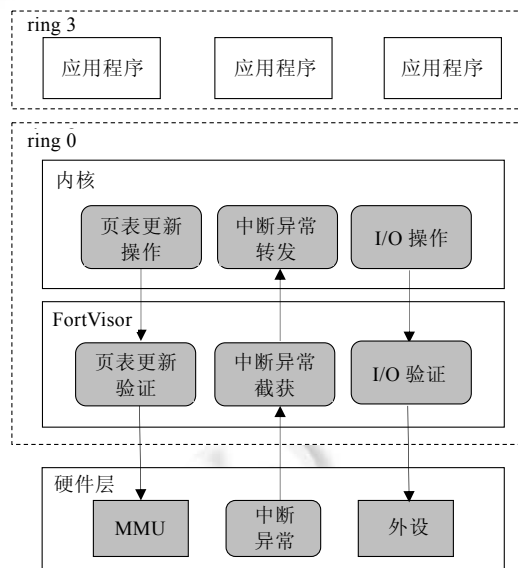 ring 3
应用程序
应用程序
应用程序
ring 0
内核
页表更新
操作
中断异常
转发
I/O 操作
FortVisor
页表更新
验证
中断异常
截获
I/O 验证
硬件层
MMU
中断
异常
外设